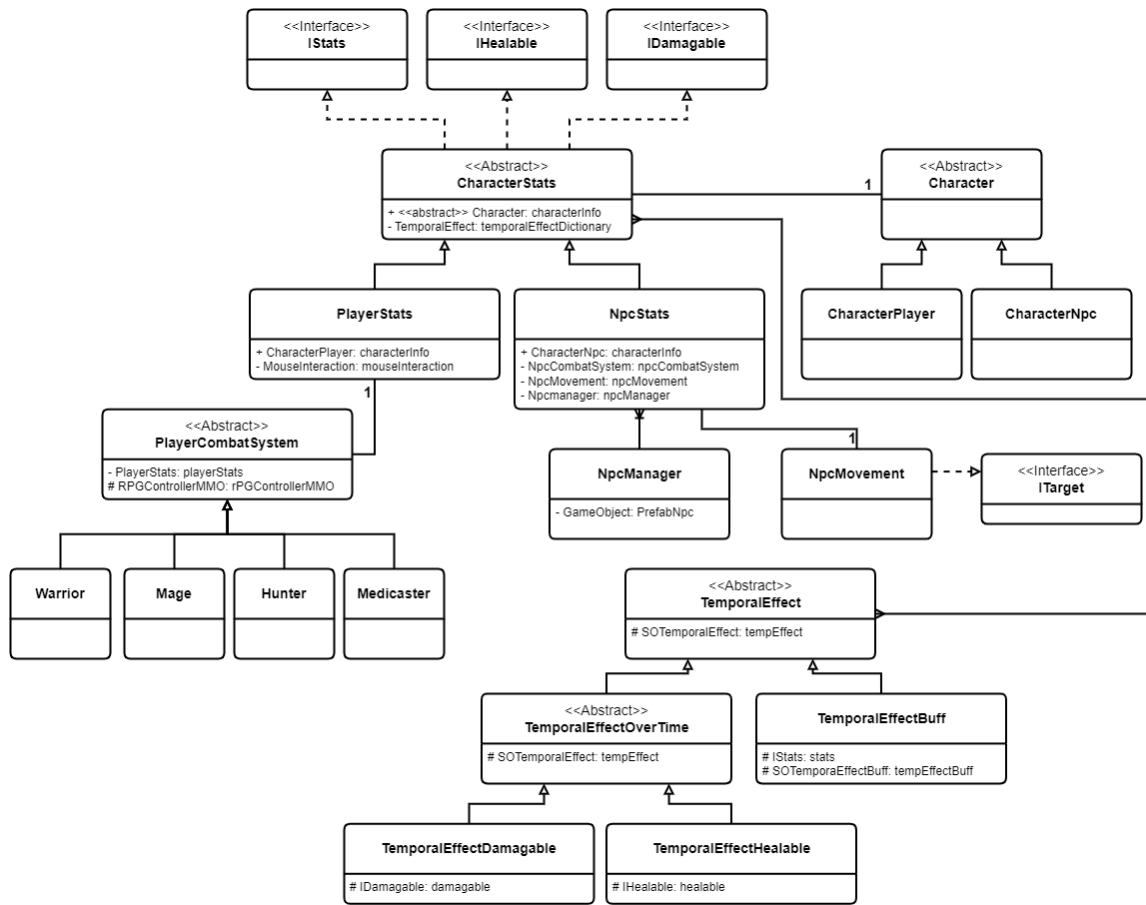 <<Interface>>
IStats
<<Interface>>
IHealable
<<Interface>>
IDamagable
<<Abstract>>
CharacterStats
+ <<abstract>> Character: characterInfo
- TemporalEffect: temporalEffectDictionary
1
<<Abstract>>
Character
PlayerStats
+ CharacterPlayer: characterInfo
- MouseInteraction: mouseInteraction
NpcStats
+ CharacterNpc: characterInfo
- NpcCombatSystem: npcCombatSystem
- NpcMovement: npcMovement
- Npcmanager: npcManager
CharacterPlayer
CharacterNpc
1
<<Abstract>>
PlayerCombatSystem
- PlayerStats: playerStats
# RPGControllerMMO: rPGControllerMMO
1
NpcManager
- GameObject: PrefabNpc
NpcMovement
<<Interface>>
ITarget
Warrior
Mage
Hunter
Medicaster
<<Abstract>>
TemporalEffect
# SOTemporalEffect: tempEffect
<<Abstract>>
TemporalEffectOverTime
# SOTemporalEffect: tempEffect
TemporalEffectBuff
# IStats: stats
# SOTemporaEffectBuff: tempEffectBuff
TemporalEffectDamagable
# IDamagable: damagable
TemporalEffectHealable
# IHealable: healable